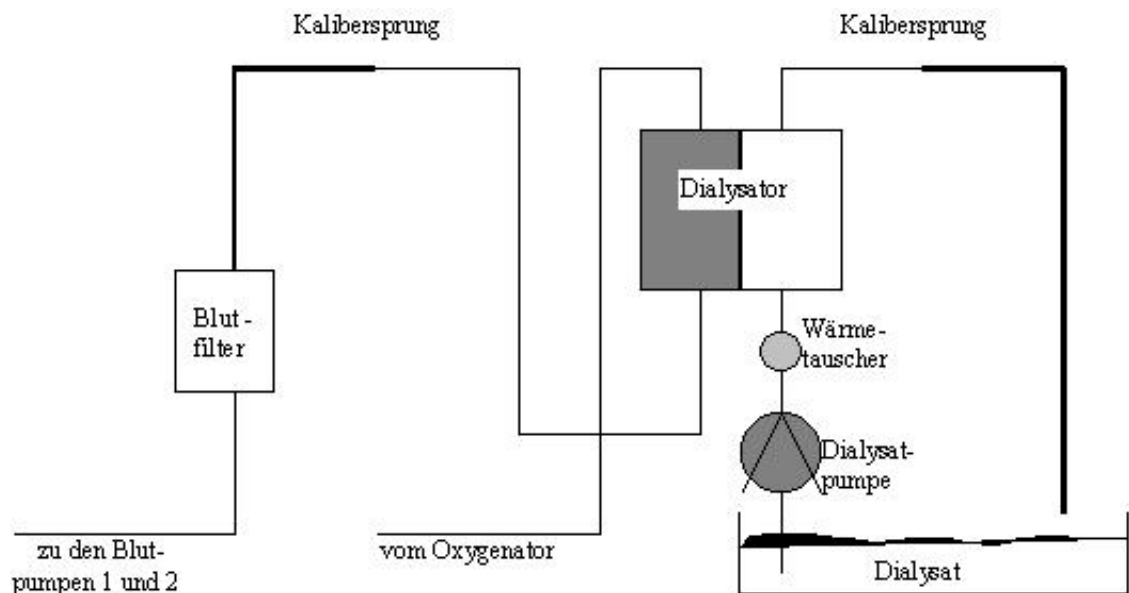 Kalibersprung
Kalibersprung
Dialysator
Blut-
filter
Wärme-
tauscher
Dialysat-
pumpe
zu den Blut-
pumpen 1 und 2
vom Oxygenator
Dialysat